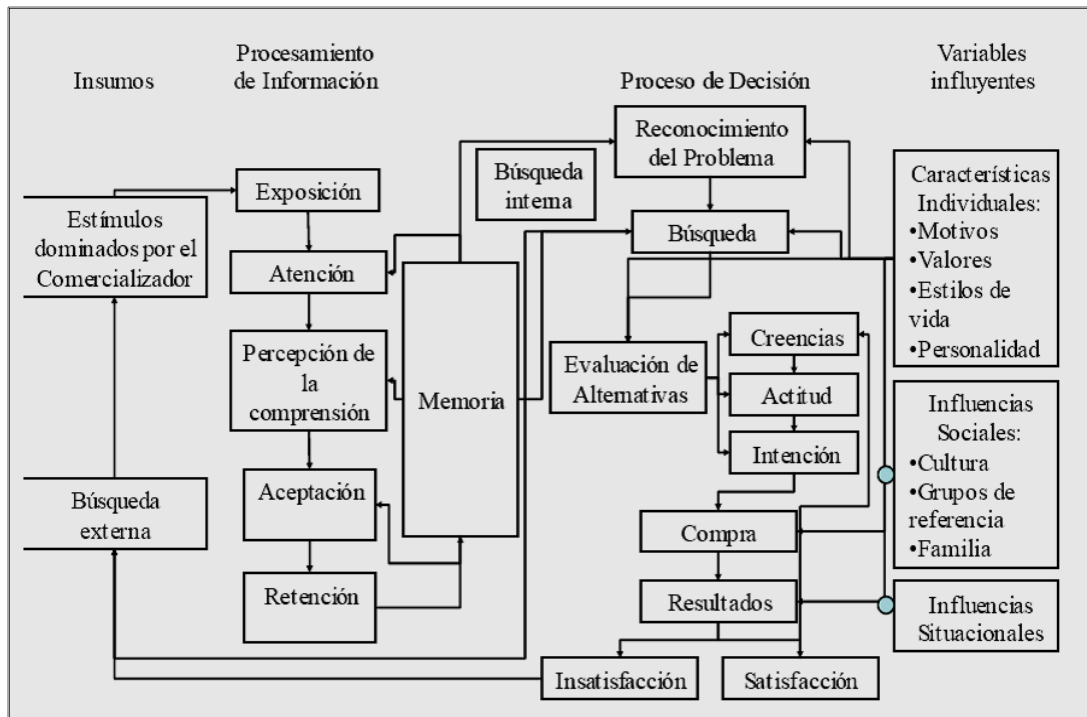 Insumos
Procesamiento
de Información
Proceso de Decisión
Variables
influyentes
Estímulos
dominados por el
Comercializador
Búsqueda
externa
Exposición
Atención
Percepción de
la
comprensión
Aceptación
Retención
Memoria
Búsqueda
interna
Reconocimiento
del Problema
Búsqueda
Evaluación de
Alternativas
Creencias
Actitud
Intención
Compra
Resultados
Insatisfacción
Satisfacción
Características
Individuales:
•Motivos
•Valores
•Estilos de
vida
•Personalidad
Influencias
Sociales:
•Cultura
•Grupos de
referencia
•Familia
Influencias
Situacionales